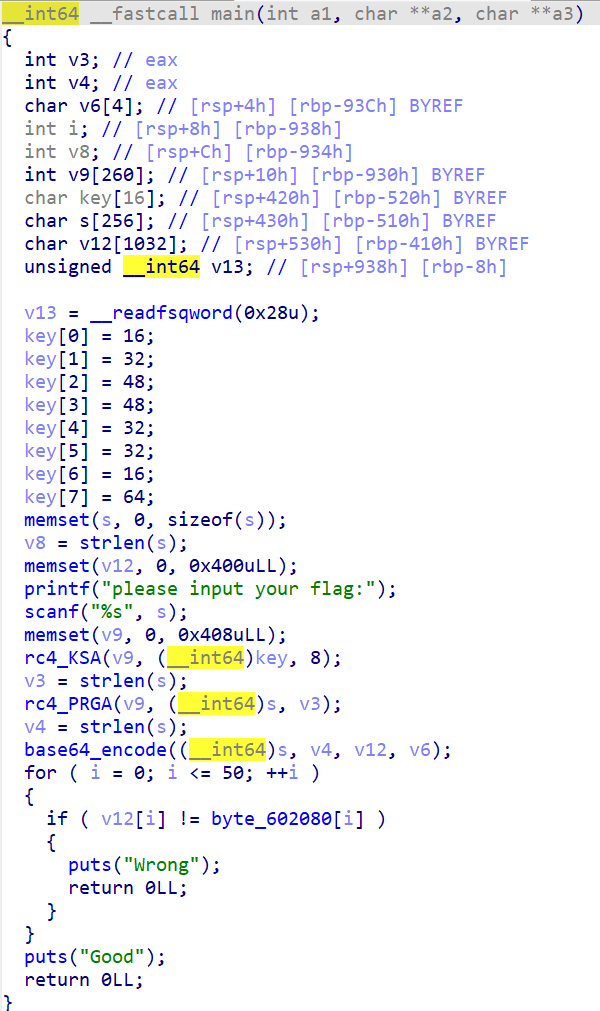 __int64 __fastcall main(int a1, char **a2, char **a3)
{
  int v3; // eax
  int v4; // eax
  char v6[4]; // [rsp+4h] [rbp-93Ch] BYREF
  int i; // [rsp+8h] [rbp-938h]
  int v8; // [rsp+Ch] [rbp-934h]
  int v9[260]; // [rsp+10h] [rbp-930h] BYREF
  char key[16]; // [rsp+420h] [rbp-520h] BYREF
  char s[256]; // [rsp+430h] [rbp-510h] BYREF
  char v12[1032]; // [rsp+530h] [rbp-410h] BYREF
  unsigned __int64 v13; // [rsp+938h] [rbp-8h]

  v13 = __readfsqword(0x28u);
  key[0] = 16;
  key[1] = 32;
  key[2] = 48;
  key[3] = 48;
  key[4] = 32;
  key[5] = 32;
  key[6] = 16;
  key[7] = 64;
  memset(s, 0, sizeof(s));
  v8 = strlen(s);
  memset(v12, 0, 0x400uLL);
  printf("please input your flag:");
  scanf("%s", s);
  memset(v9, 0, 0x408uLL);
  rc4_KSA(v9, (__int64)key, 8);
  v3 = strlen(s);
  rc4_PRGA(v9, (__int64)s, v3);
  v4 = strlen(s);
  base64_encode((__int64)s, v4, v12, v6);
  for ( i = 0; i <= 50; ++i )
  {
    if ( v12[i] != byte_602080[i] )
    {
      puts("Wrong");
      return 0LL;
    }
  }
  puts("Good");
  return 0LL;
}